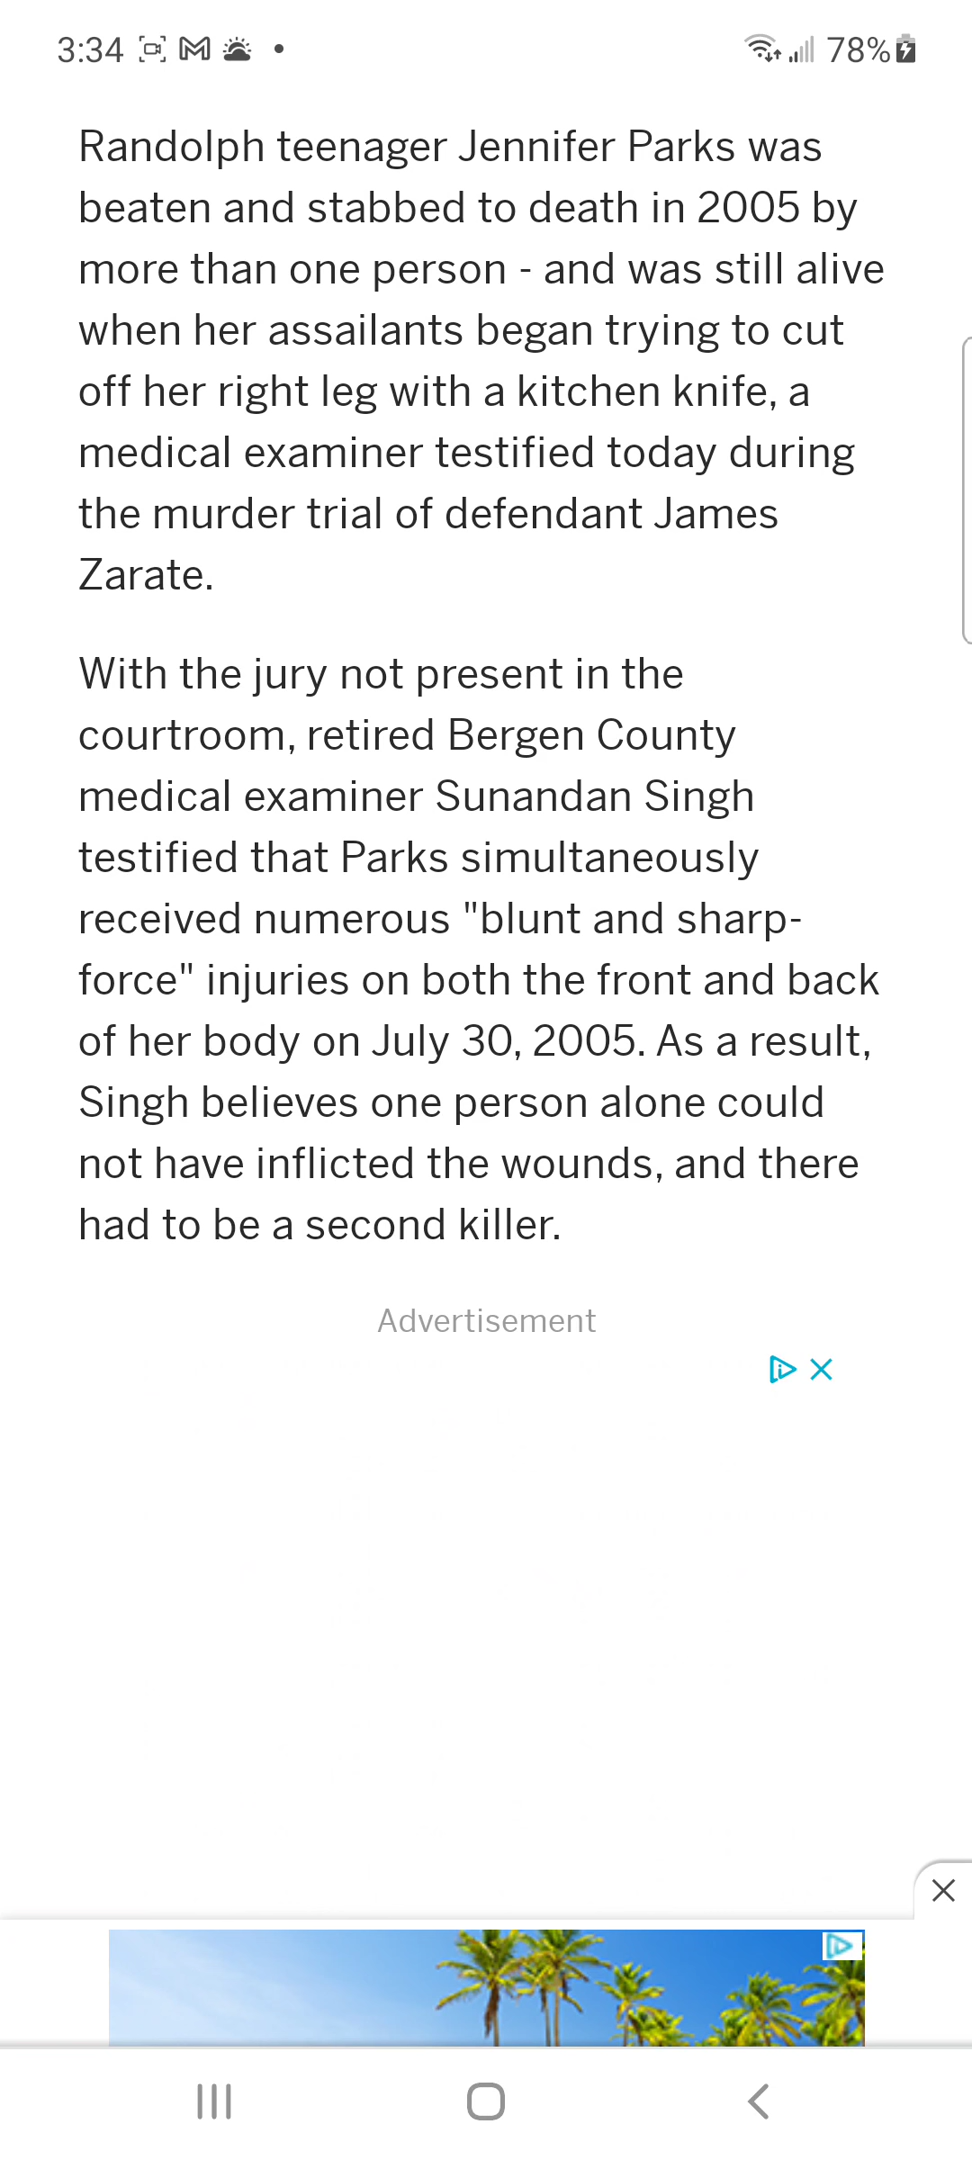 3:34 78%
Randolph teenager Jennifer Parks was
beaten and stabbed to death in 2005 by
more than one person - and was still alive
when her assailants began trying to cut
off her right leg with a kitchen knife, a
medical examiner testified today during
the murder trial of defendant James
Zarate.
With the jury not present in the
courtroom, retired Bergen County
medical examiner Sunandan Singh
testified that Parks simultaneously
received numerous "blunt and sharp-
force" injuries on both the front and back
of her body on July 30, 2005. As a result,
Singh believes one person alone could
not have inflicted the wounds, and there
had to be a second killer.
Advertisement